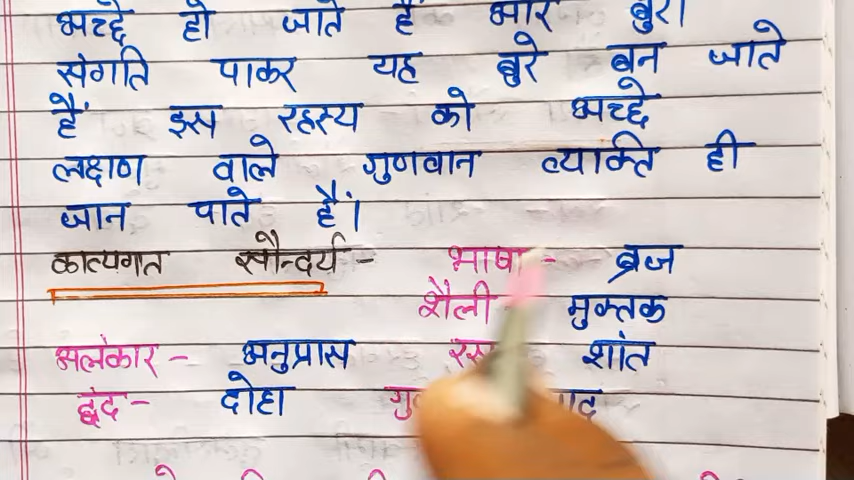 अच्छे हो जाते हैं और बुरी
संगति पाकर यह बुरे बन जाते
हैं इस रहस्य को अच्छे
लक्षण वाले गुणवान व्यक्ति ही
जान पाते हैं।
काव्यगत सौन्दर्य - भाषा - ब्रज
शैली - मुक्तक
अलंकार - अनुप्रास रस शांत
छंद - दोहा